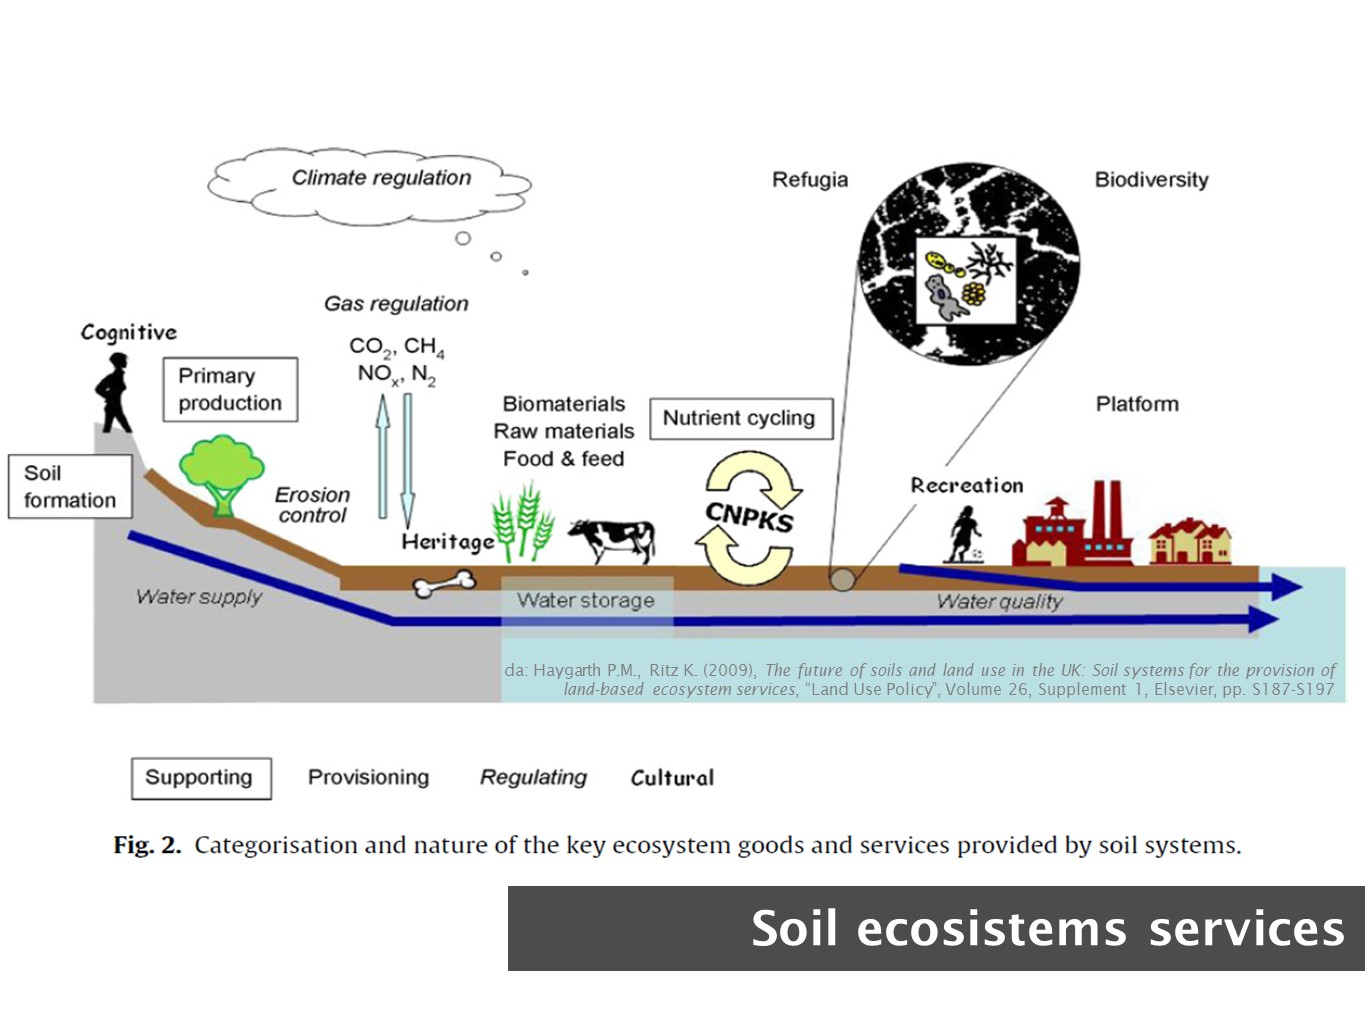 Climate regulation
Refugia
Biodiversity
Gas regulation
Cognitive
CO2, CH4
NOx, N2
Primary
production
Biomaterials
Raw materials
Food & feed
Nutrient cycling
Platform
Soil
formation
Erosion
control
Recreation
CNPKS
Heritage
Water supply
Water storage
Water quality
da: Haygarth P.M., Ritz K. (2009), The future of soils and land use in the UK: Soil systems for the provision of
land-based ecosystem services, “Land Use Policy”, Volume 26, Supplement 1, Elsevier, pp. S187-S197
Supporting
Provisioning
Regulating
Cultural
Fig. 2. Categorisation and nature of the key ecosystem goods and services provided by soil systems.
Soil ecosistems services